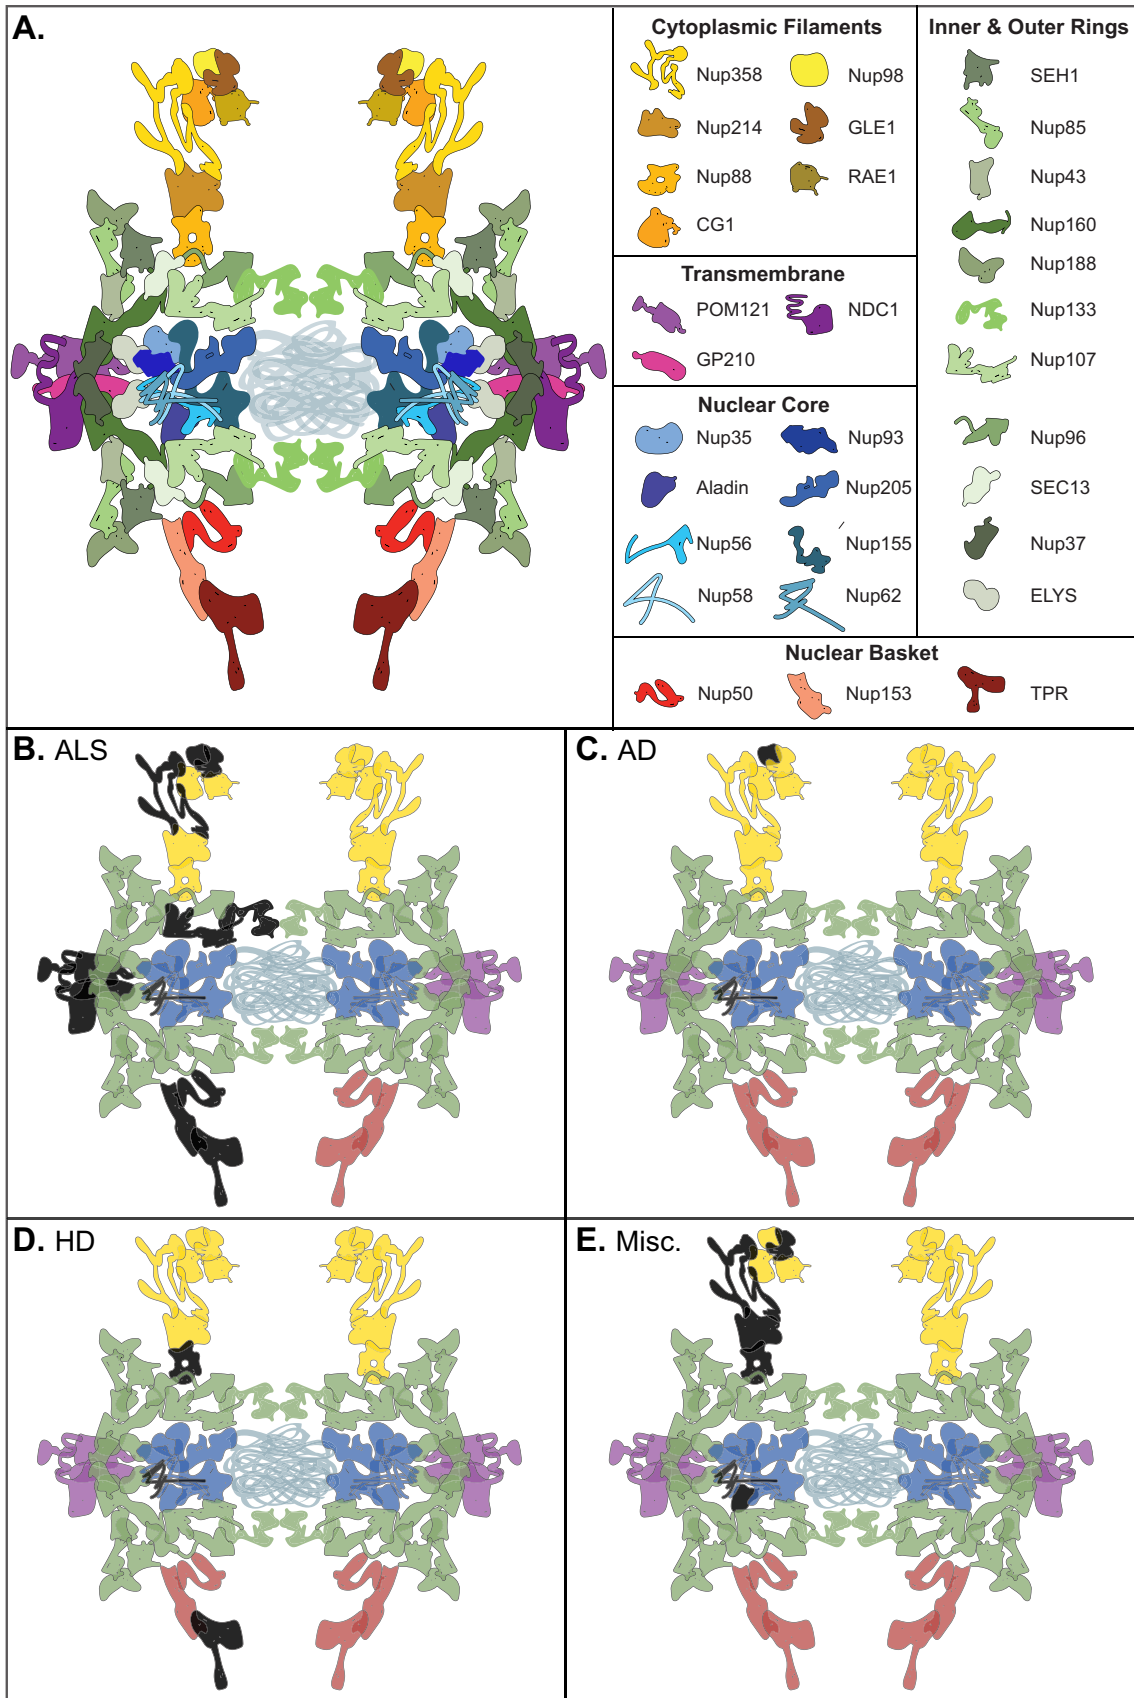 A.
Cytoplasmic Filaments
Nup358
Nup98
Nup214
GLE1
Nup88
RAE1
CG1
Transmembrane
POM121
NDC1
GP210
Nuclear Core
Nup35
Nup93
Aladin
Nup205
Nup56
Nup155
Nup58
Nup62
Inner & Outer Rings
SEH1
Nup85
Nup43
Nup160
Nup188
Nup133
Nup107
Nup96
SEC13
Nup37
ELYS
Nuclear Basket
Nup50
Nup153
TPR
B. ALS
C. AD
D. HD
E. Misc.